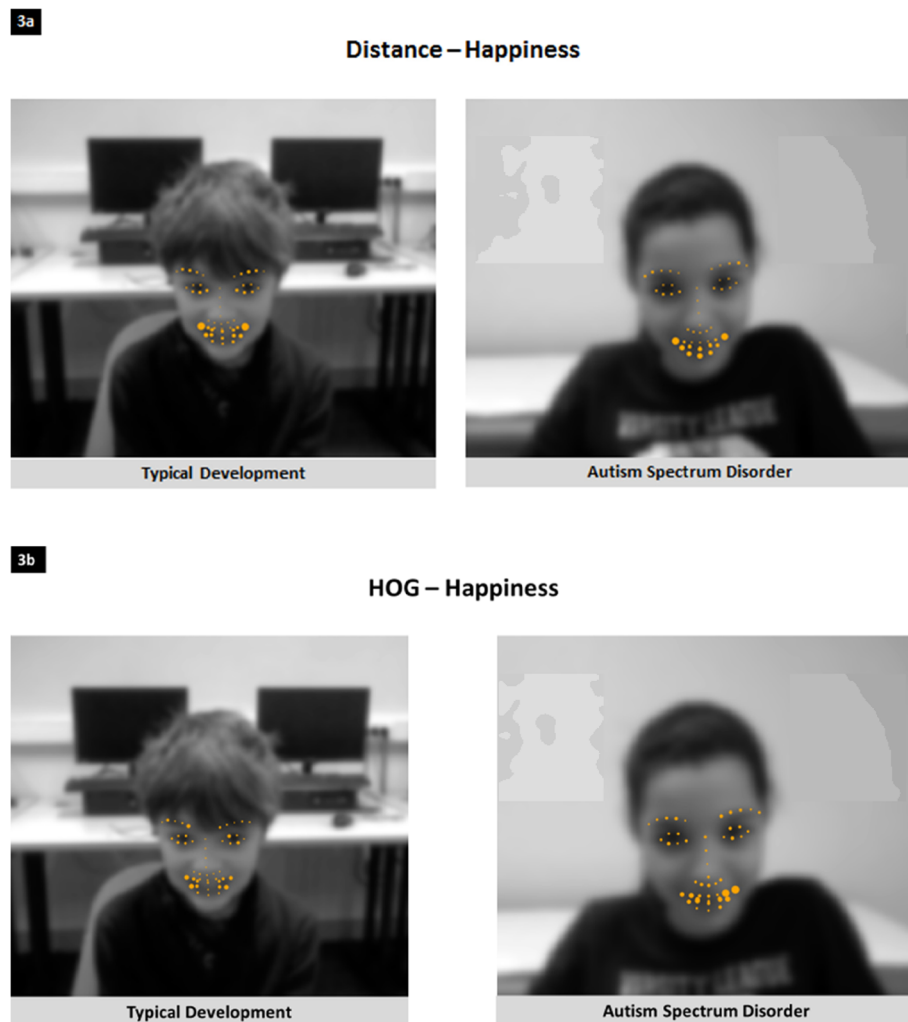 3a
Distance – Happiness
Typical Development
Autism Spectrum Disorder
3b
HOG – Happiness
Typical Development
Autism Spectrum Disorder